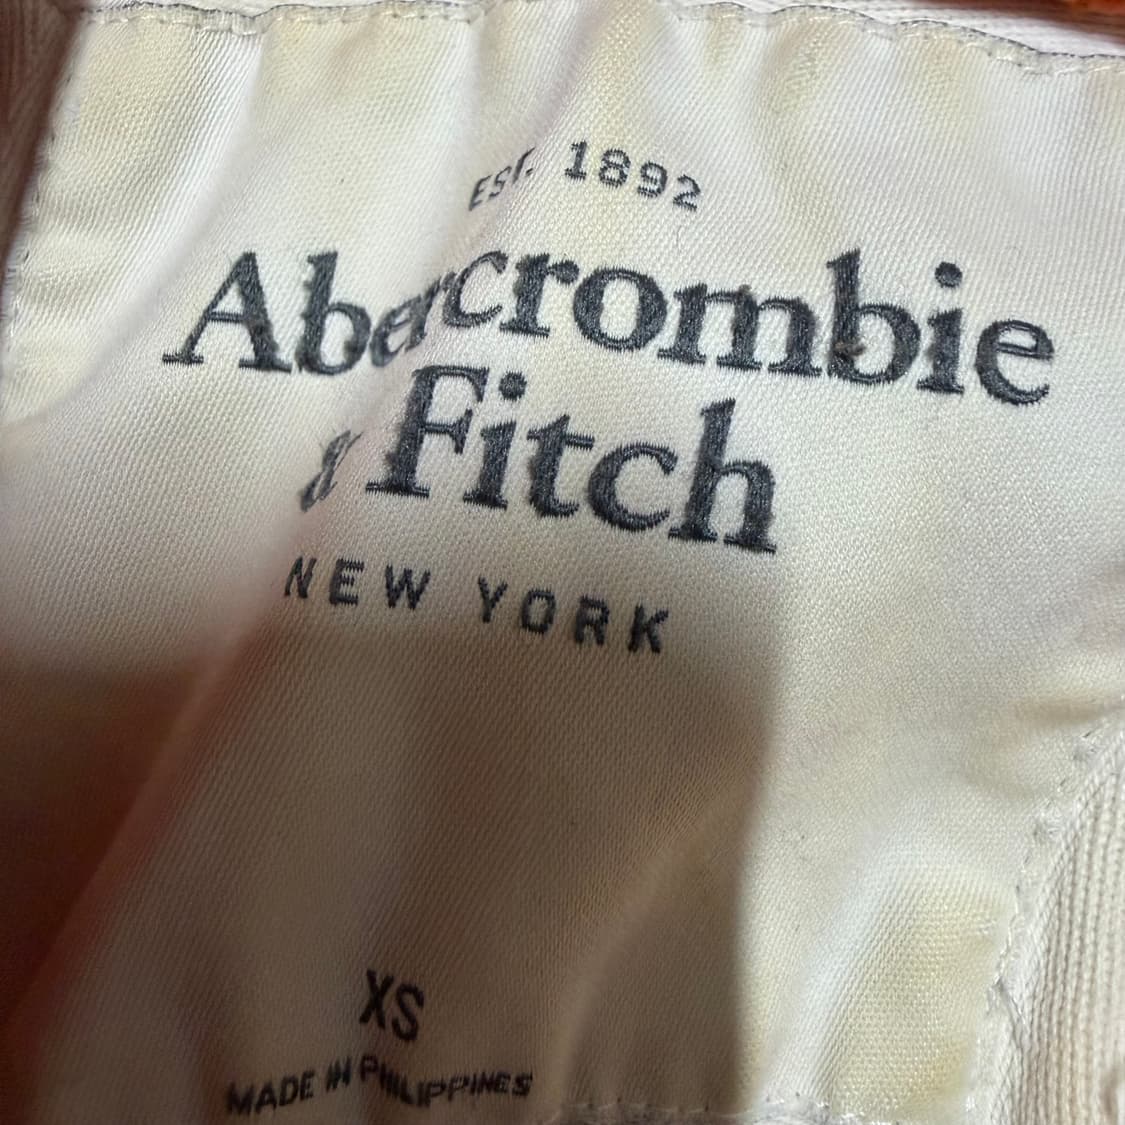 EST. 1892
Abercrombie
& Fitch
NEW YORK
XS
MADE IN PHILIPPINES